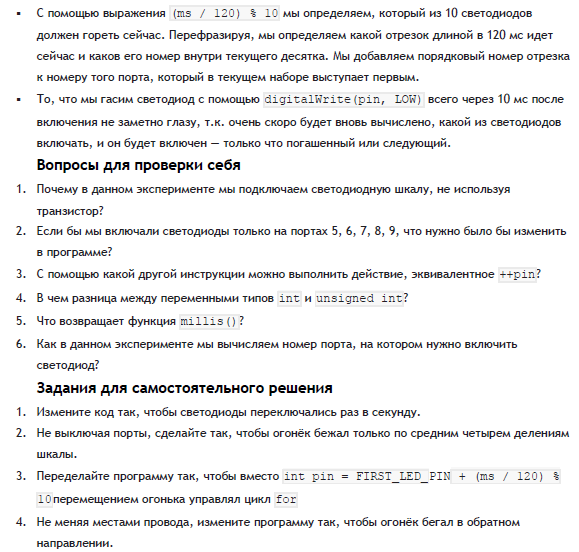 ▪ С помощью выражения (ms / 120) % 10 мы определяем, который из 10 светодиодов
должен гореть сейчас. Перефразируя, мы определяем какой отрезок длиной в 120 мс идет
сейчас и каков его номер внутри текущего десятка. Мы добавляем порядковый номер отрезка
к номеру того порта, который в текущем наборе выступает первым.
▪ То, что мы гасим светодиод с помощью digitalWrite(pin, LOW) всего через 10 мс после
включения не заметно глазу, т.к. очень скоро будет вновь вычислено, какой из светодиодов
включать, и он будет включен — только что погашенный или следующий.
Вопросы для проверки себя
1. Почему в данном эксперименте мы подключаем светодиодную шкалу, не используя
транзистор?
2. Если бы мы включали светодиоды только на портах 5, 6, 7, 8, 9, что нужно было бы изменить
в программе?
3. С помощью какой другой инструкции можно выполнить действие, эквивалентное ++pin?
4. В чем разница между переменными типов int и unsigned int?
5. Что возвращает функция millis()?
6. Как в данном эксперименте мы вычисляем номер порта, на котором нужно включить
светодиод?
Задания для самостоятельного решения
1. Измените код так, чтобы светодиоды переключались раз в секунду.
2. Не выключая порты, сделайте так, чтобы огонёк бежал только по средним четырем делениям
шкалы.
3. Переделайте программу так, чтобы вместо int pin = FIRST_LED_PIN + (ms / 120) %
10перемещением огонька управлял цикл for
4. Не меняя местами провода, измените программу так, чтобы огонёк бегал в обратном
направлении.